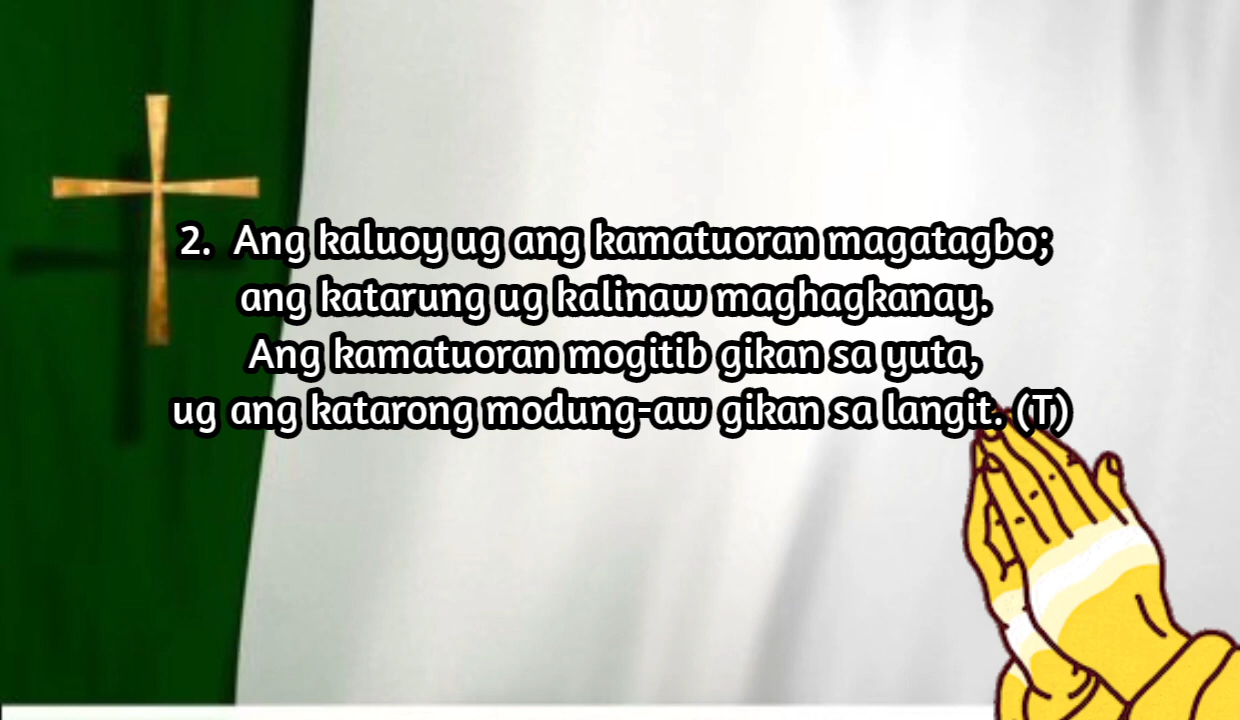 2. Ang kaluoy ug ang kamatuoran magatagbo;
ang katarung ug kalinaw maghagkanay.
Ang kamatuoran mogitib gikan sa yuta,
ug ang katarong modung-aw gikan sa langit. (T)